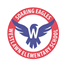 SOARING EAGLES
WESTLAWN ELEMENTARY SCHOOL